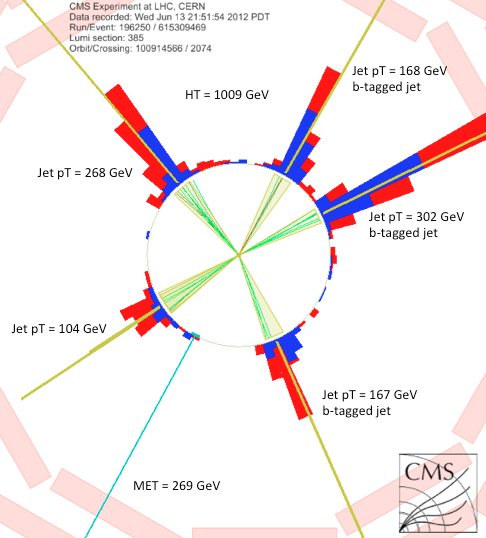 CMS Experiment at LHC, CERN
Data recorded: Wed Jun 13 21:51:54 2012 PDT
Run/Event: 196250 / 615309469
Lumi section: 385
Orbit/Crossing: 100914566 / 2074
Jet pT = 168 GeV
b-tagged jet
HT = 1009 GeV
Jet pT = 268 GeV
Jet pT = 302 GeV
b-tagged jet
Jet pT = 104 GeV
Jet pT = 167 GeV
b-tagged jet
MET = 269 GeV
CMS